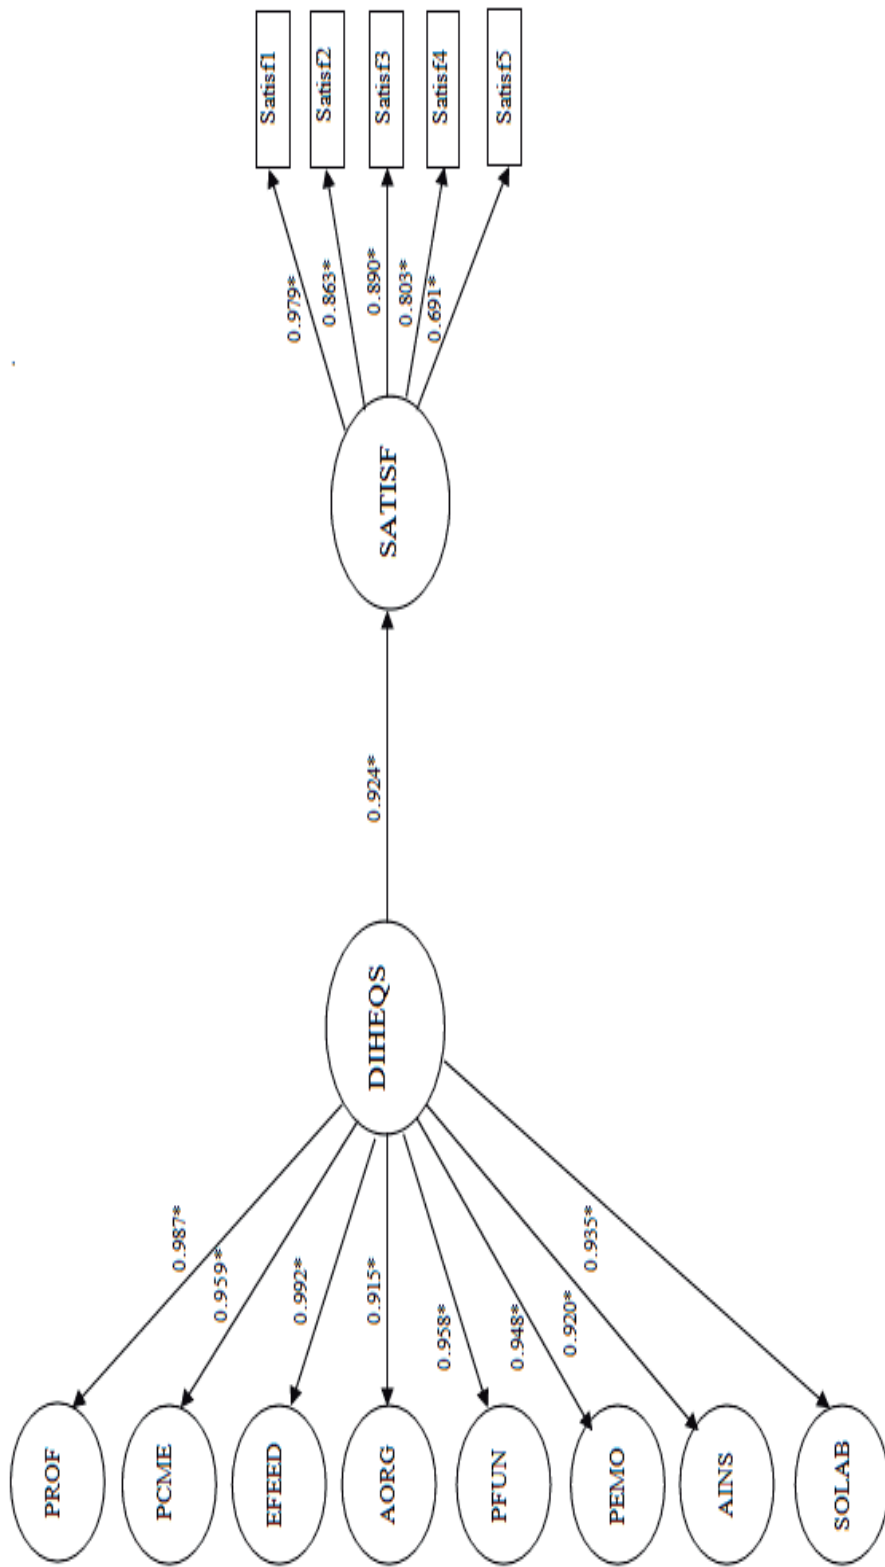 PROF
PCME
EFEED
AORG
PFUN
PEMO
AINS
SOLAB
0.987*
0.959*
0.992*
0.915*
0.958*
0.948*
0.920*
0.935*
DIHEQS
0.924*
SATISF
0.979*
0.863*
0.890*
0.803*
0.691*
Satisf1
Satisf2
Satisf3
Satisf4
Satisf5